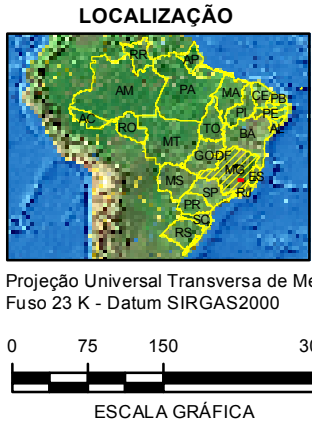 LOCALIZAÇÃO
RR AP
AM PA MA CE PB
PI PE
AC RO TO AL
MT BA
GO DF
MG ES
MS SP RJ
PR
SC
RS
Projeção Universal Transversa de Me
Fuso 23 K - Datum SIRGAS2000
0 75 150 30
ESCALA GRÁFICA